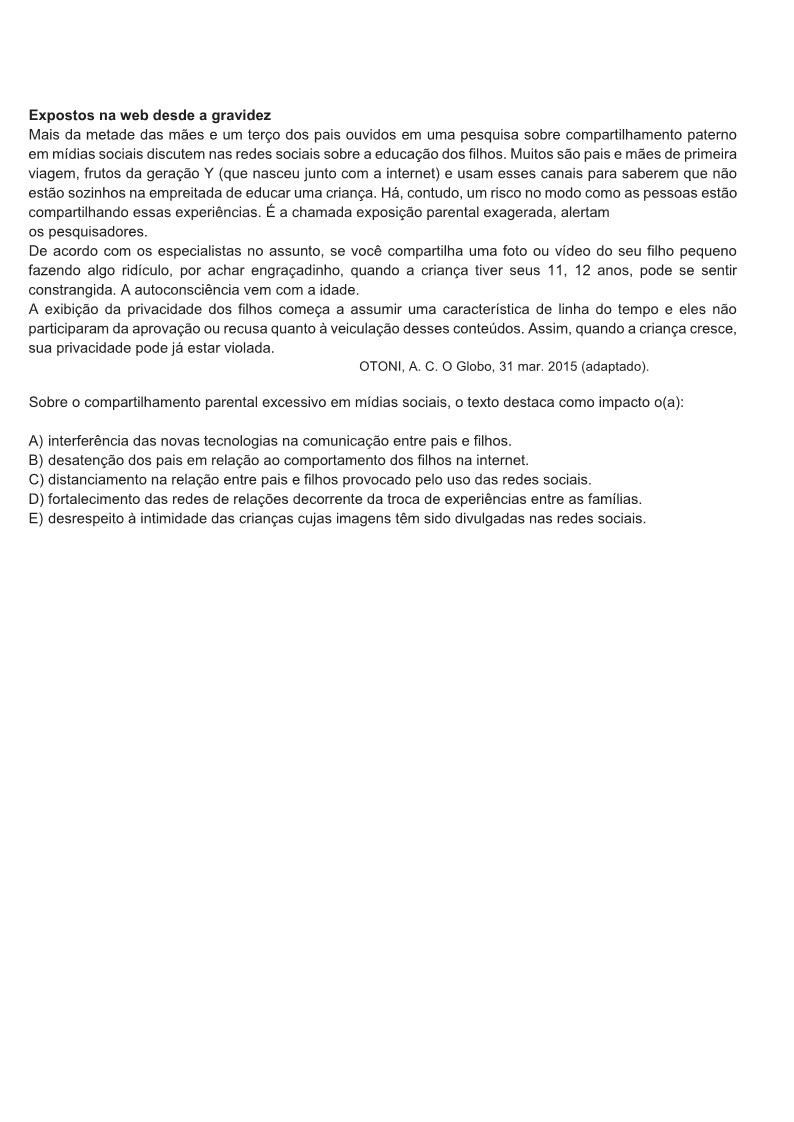 Expostos na web desde a gravidez
Mais da metade das mães e um terço dos pais ouvidos em uma pesquisa sobre compartilhamento paterno
em mídias sociais discutem nas redes sociais sobre a educação dos filhos. Muitos são pais e mães de primeira
viagem, frutos da geração Y (que nasceu junto com a internet) e usam esses canais para saberem que não
estão sozinhos na empreitada de educar uma criança. Há, contudo, um risco no modo como as pessoas estão
compartilhando essas experiências. É a chamada exposição parental exagerada, alertam
os pesquisadores.
De acordo com os especialistas no assunto, se você compartilha uma foto ou vídeo do seu filho pequeno
fazendo algo ridículo, por achar engraçadinho, quando a criança tiver seus 11, 12 anos, pode se sentir
constrangida. A autoconsciência vem com a idade.
A exibição da privacidade dos filhos começa a assumir uma característica de linha do tempo e eles não
participaram da aprovação ou recusa quanto à veiculação desses conteúdos. Assim, quando a criança cresce,
sua privacidade pode já estar violada.
OTONI, A. C. O Globo, 31 mar. 2015 (adaptado).
Sobre o compartilhamento parental excessivo em mídias sociais, o texto destaca como impacto o(a):
A) interferência das novas tecnologias na comunicação entre pais e filhos.
B) desatenção dos pais em relação ao comportamento dos filhos na internet.
C) distanciamento na relação entre pais e filhos provocado pelo uso das redes sociais.
D) fortalecimento das redes de relações decorrente da troca de experiências entre as famílias.
E) desrespeito à intimidade das crianças cujas imagens têm sido divulgadas nas redes sociais.